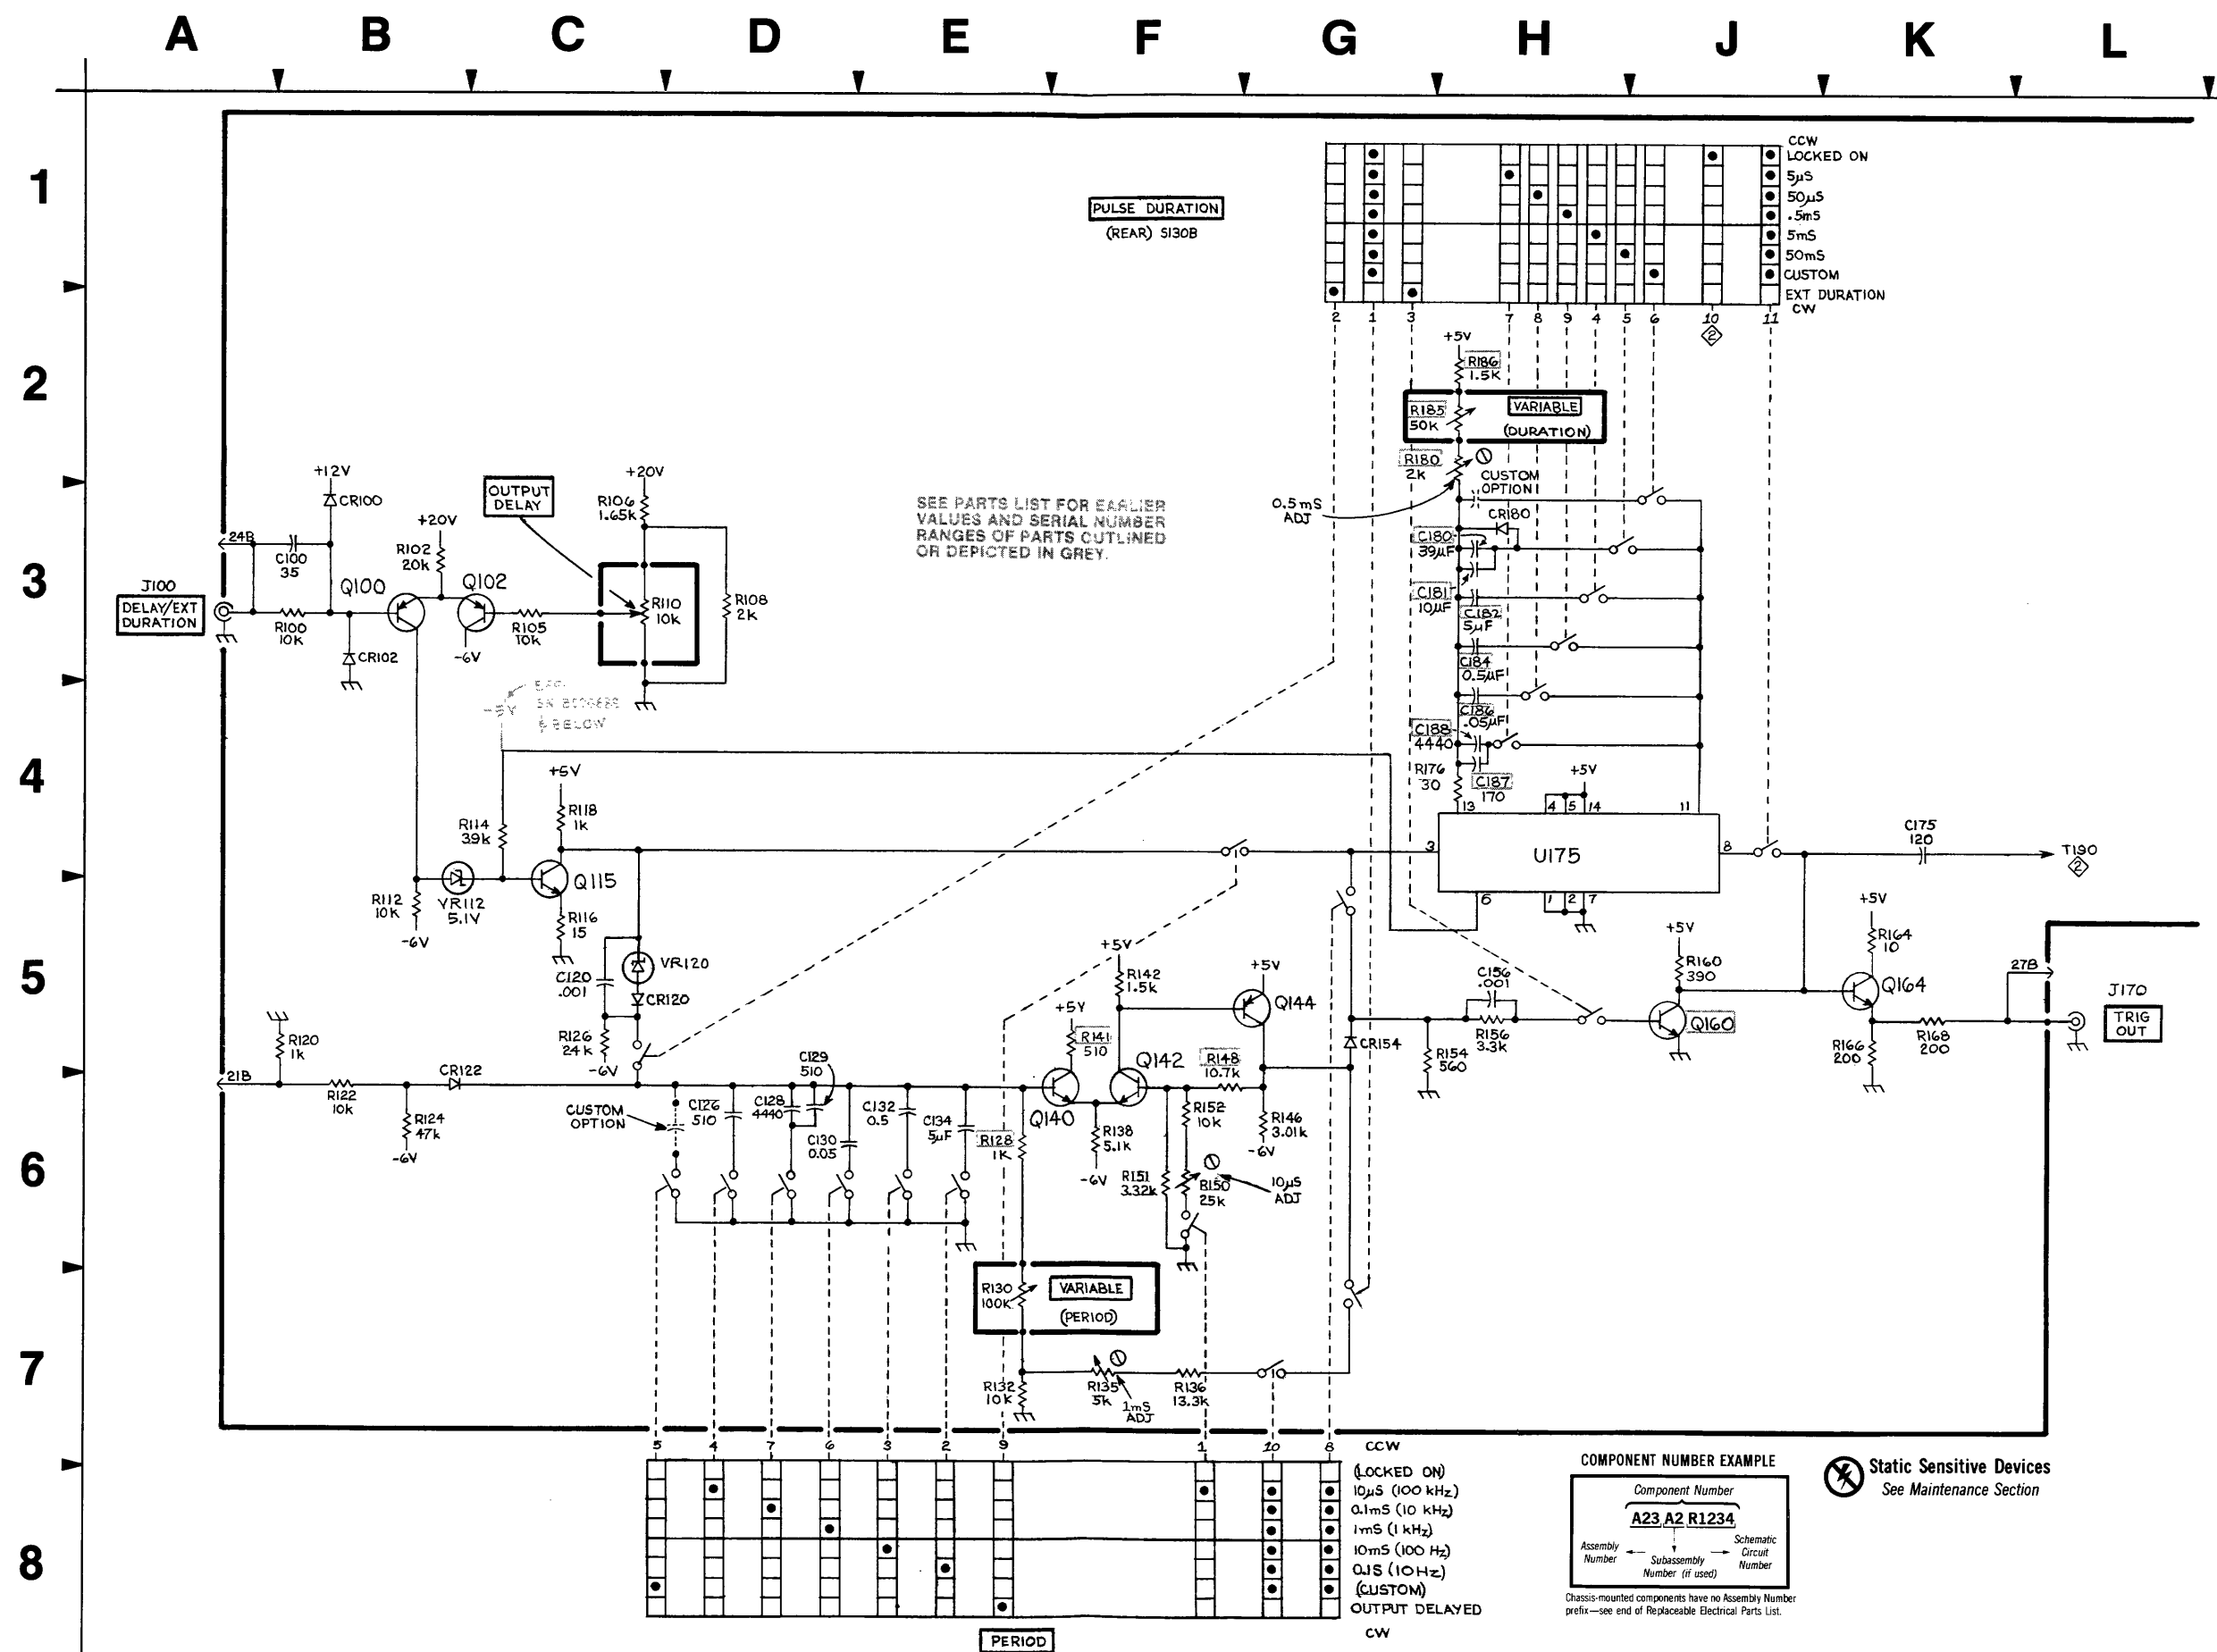 A B C D E F G H J K L
1
2
3
4
5
6
7
8
PULSE DURATION
(REAR) S130B
CCW
LOCKED ON
5µS
50µS
.5mS
5mS
50mS
CUSTOM
EXT DURATION
CW
2 1 3 7 8 9 4 5 6 10 11
2
+5V
R186
1.5K
R185
50K
VARIABLE
(DURATION)
R180
2K
CUSTOM
OPTION
0.5mS
ADJ
CR180
C180
39µF
C181
10µF
C182
5µF
C184
0.5µF
C186
.05µF
C188
4440
C187
170
R176
30
+5V
13 4 5 14 11
3
U175
8
6 1 2 7
C175
120
T190
2
+12V
CR100
24B
C100
35
J100
DELAY/EXT
DURATION
R100
10K
CR102
Q100
R102
20K
+20V
Q102
-6V
R105
10K
OUTPUT
DELAY
+20V
R106
1.65K
R110
10K
R108
2K
SEE PARTS LIST FOR EARLIER
VALUES AND SERIAL NUMBER
RANGES OF PARTS OUTLINED
OR DEPICTED IN GREY.
-5V
& BELOW
+5V
R118
1K
R114
39K
Q115
R112
10K
-6V
VR112
5.1V
R116
15
C120
.001
VR120
CR120
R126
24K
-6V
R120
1K
21B
R122
10K
CR122
R124
47K
-6V
CUSTOM
OPTION
C126
510
C128
4440
C129
510
C130
0.05
C132
0.5
C134
5µF
R128
1K
+5V
R141
510
Q140
+5V
R142
1.5K
Q142
R138
5.1K
-6V
R148
10.7K
R152
10K
R151
3.32K
R150
25K
10µS
ADJ
+5V
Q144
R146
3.01K
-6V
CR154
R154
560
C156
.001
R156
3.3K
+5V
R160
390
Q160
+5V
R164
10
Q164
R166
200
R168
200
27B
J170
TRIG
OUT
R130
100K
VARIABLE
(PERIOD)
R132
10K
R135
5K
1mS
ADJ
R136
13.3K
5 4 7 6 3 2 9 1 10 8
CCW
(LOCKED ON)
10µS (100 kHz)
0.1mS (10 kHz)
1mS (1 kHz)
10mS (100 Hz)
0.1S (10Hz)
(CUSTOM)
OUTPUT DELAYED
CW
PERIOD
COMPONENT NUMBER EXAMPLE
Component Number
A23 A2 R1234
Assembly
Number
Subassembly
Number (if used)
Schematic
Circuit
Number
Chassis-mounted components have no Assembly Number
prefix—see end of Replaceable Electrical Parts List.
Static Sensitive Devices
See Maintenance Section